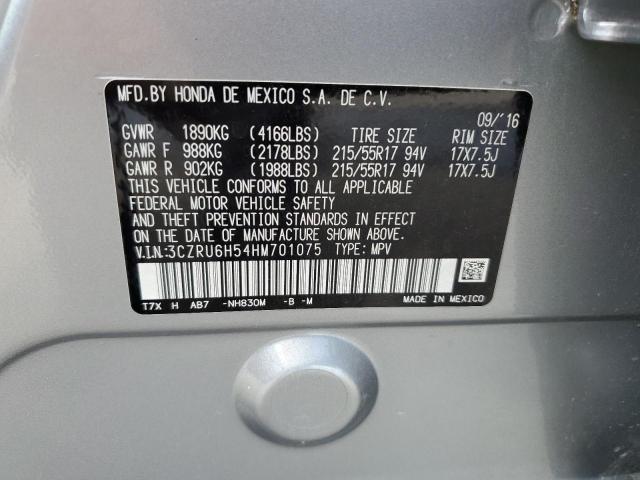 MFD.BY HONDA DE MEXICO S.A. DE C.V.
09/'16
GVWR 1890KG (4166LBS) TIRE SIZE RIM SIZE
GAWR F 988KG (2178LBS) 215/55R17 94V 17X7.5J
GAWR R 902KG (1988LBS) 215/55R17 94V 17X7.5J
THIS VEHICLE CONFORMS TO ALL APPLICABLE
FEDERAL MOTOR VEHICLE SAFETY
AND THEFT PREVENTION STANDARDS IN EFFECT
ON THE DATE OF MANUFACTURE SHOWN ABOVE.
V.I.N:3CZRU6H54HM701075 TYPE: MPV
T7X H AB7 -NH830M -B -M MADE IN MEXICO